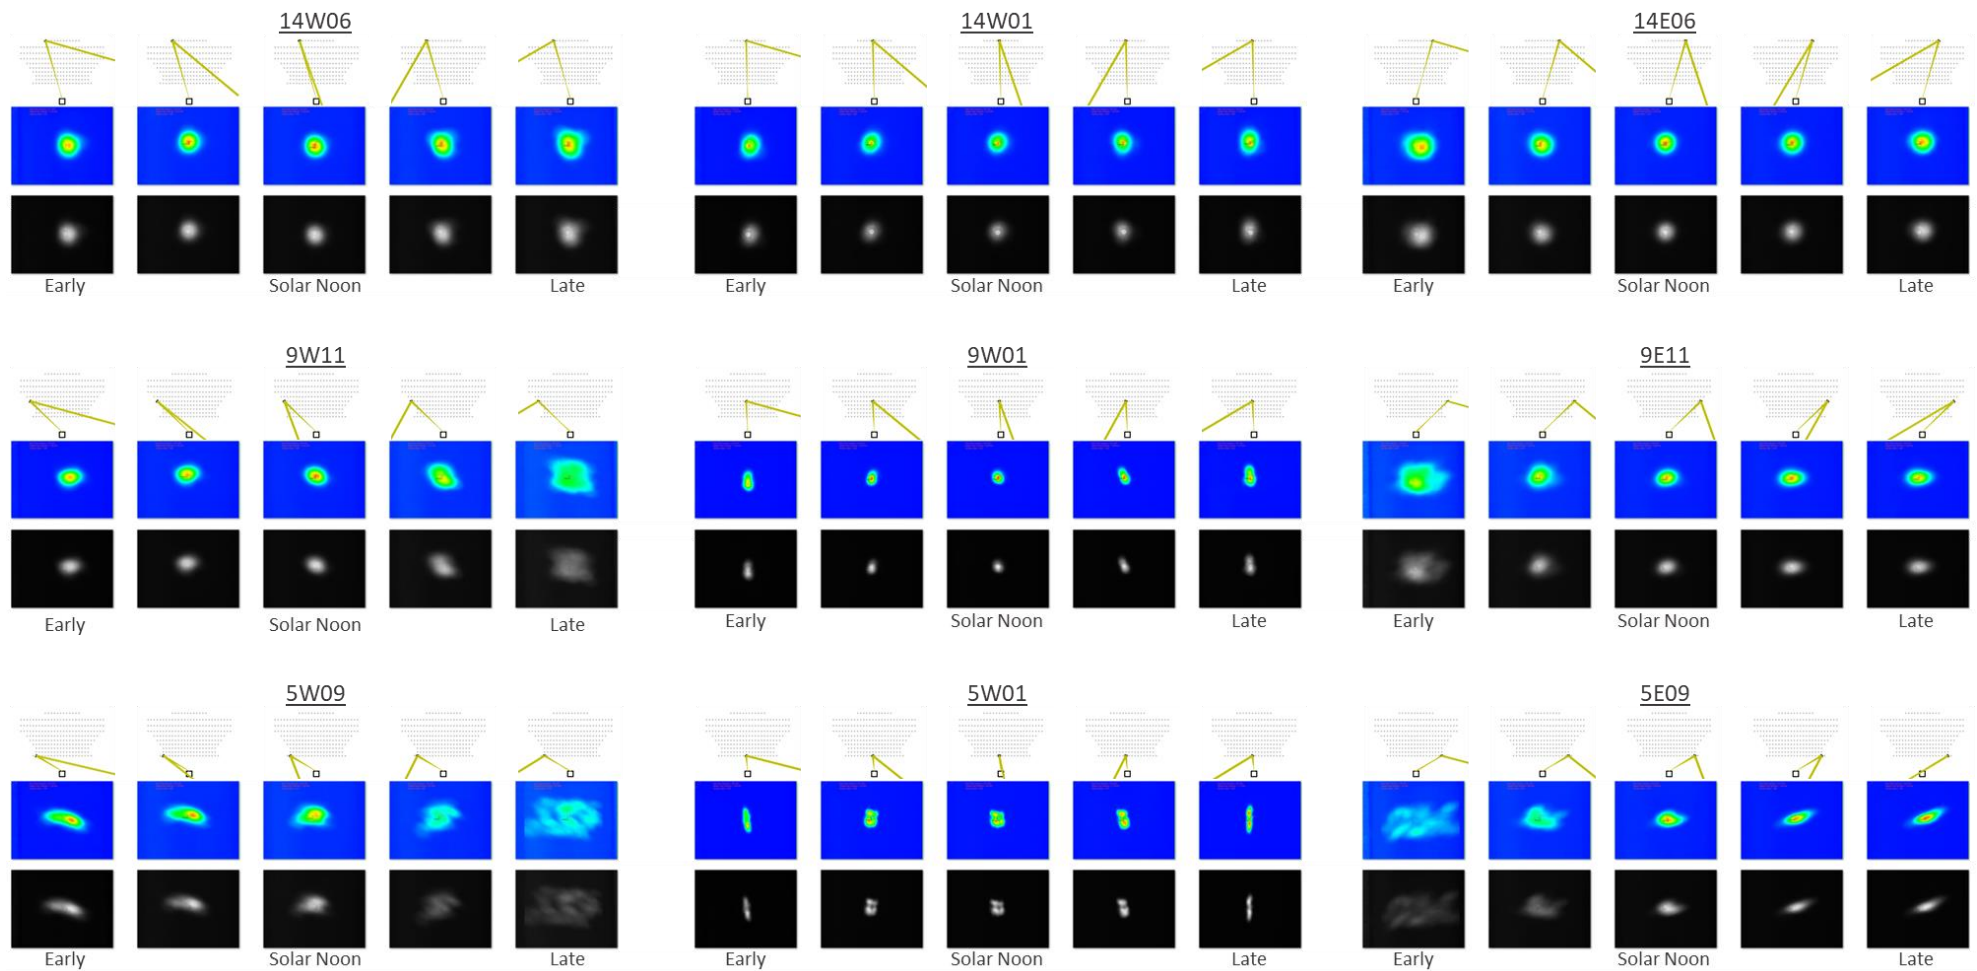 14W06
14W01
14E06
Early
Solar Noon
Late
Early
Solar Noon
Late
Early
Solar Noon
Late
9W11
9W01
9E11
Early
Solar Noon
Late
Early
Solar Noon
Late
Early
Solar Noon
Late
5W09
5W01
5E09
Early
Solar Noon
Late
Early
Solar Noon
Late
Early
Solar Noon
Late